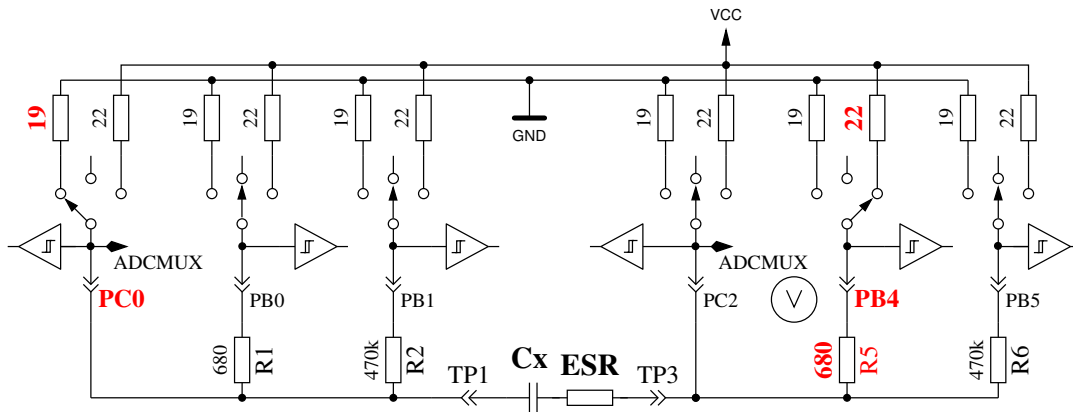 VCC
19
22
19
22
19
22
GND
19
22
19
22
19
22
ADCMUX
ADCMUX
V
PC0
PB0
PB1
PC2
PB4
PB5
680
R1
470k
R2
TP1
Cx
ESR
TP3
680
R5
470k
R6